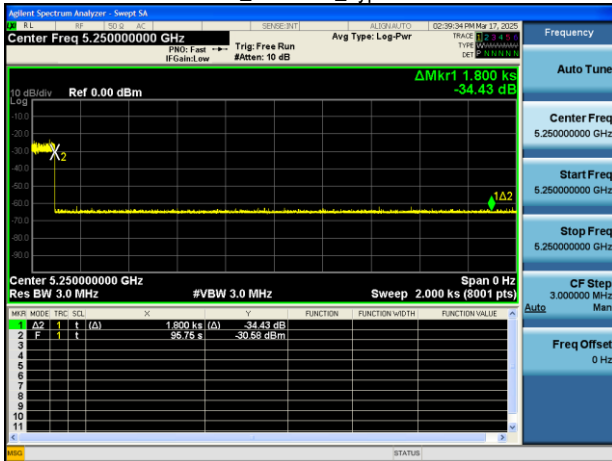 Agilent Spectrum Analyzer - Swept SA
RL RF 50 Ω AC SENSE:INT ALIGNAUTO 02:39:34 PM Mar 17, 2025
Center Freq 5.250000000 GHz
PNO: Fast
IFGain:Low
Trig: Free Run
#Atten: 10 dB
Avg Type: Log-Pwr
TRACE 1 2 3 4 5 6
TYPE
DET P N N N N N
Frequency
ΔMkr1 1.800 ks
-34.43 dB
10 dB/div Ref 0.00 dBm
Log
-10.0
-20.0
-30.0
-40.0
-50.0
-60.0
-70.0
-80.0
-90.0
2
1Δ2
Center 5.250000000 GHz Span 0 Hz
Res BW 3.0 MHz #VBW 3.0 MHz Sweep 2.000 ks (8001 pts)
MKR MODE TRC SCL X Y FUNCTION FUNCTION WIDTH FUNCTION VALUE
1 Δ2 1 t (Δ) 1.800 ks (Δ) -34.43 dB
2 F 1 t 95.75 s -30.58 dBm
3
4
5
6
7
8
9
10
11
MSG STATUS
Auto Tune
Center Freq
5.250000000 GHz
Start Freq
5.250000000 GHz
Stop Freq
5.250000000 GHz
CF Step
3.000000 MHz
Auto Man
Freq Offset
0 Hz